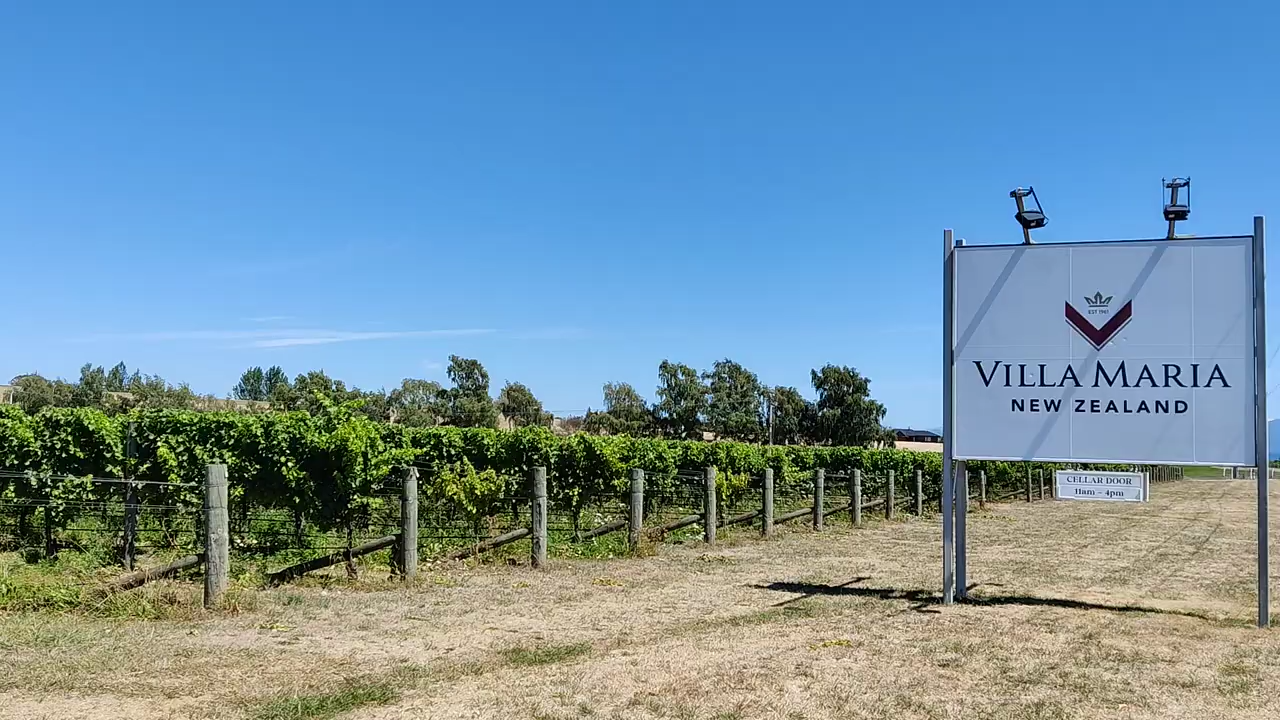 EST 1961
VILLA MARIA
NEW ZEALAND
CELLAR DOOR
11am - 4pm